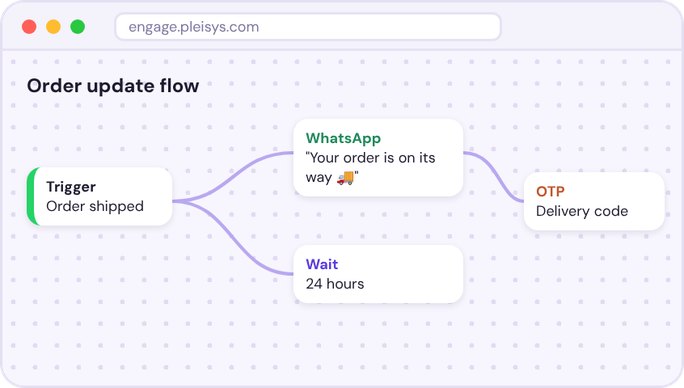 engage.pleisys.com
Order update flow
Trigger
Order shipped
WhatsApp
"Your order is on its
way 🚚"
Wait
24 hours
OTP
Delivery code